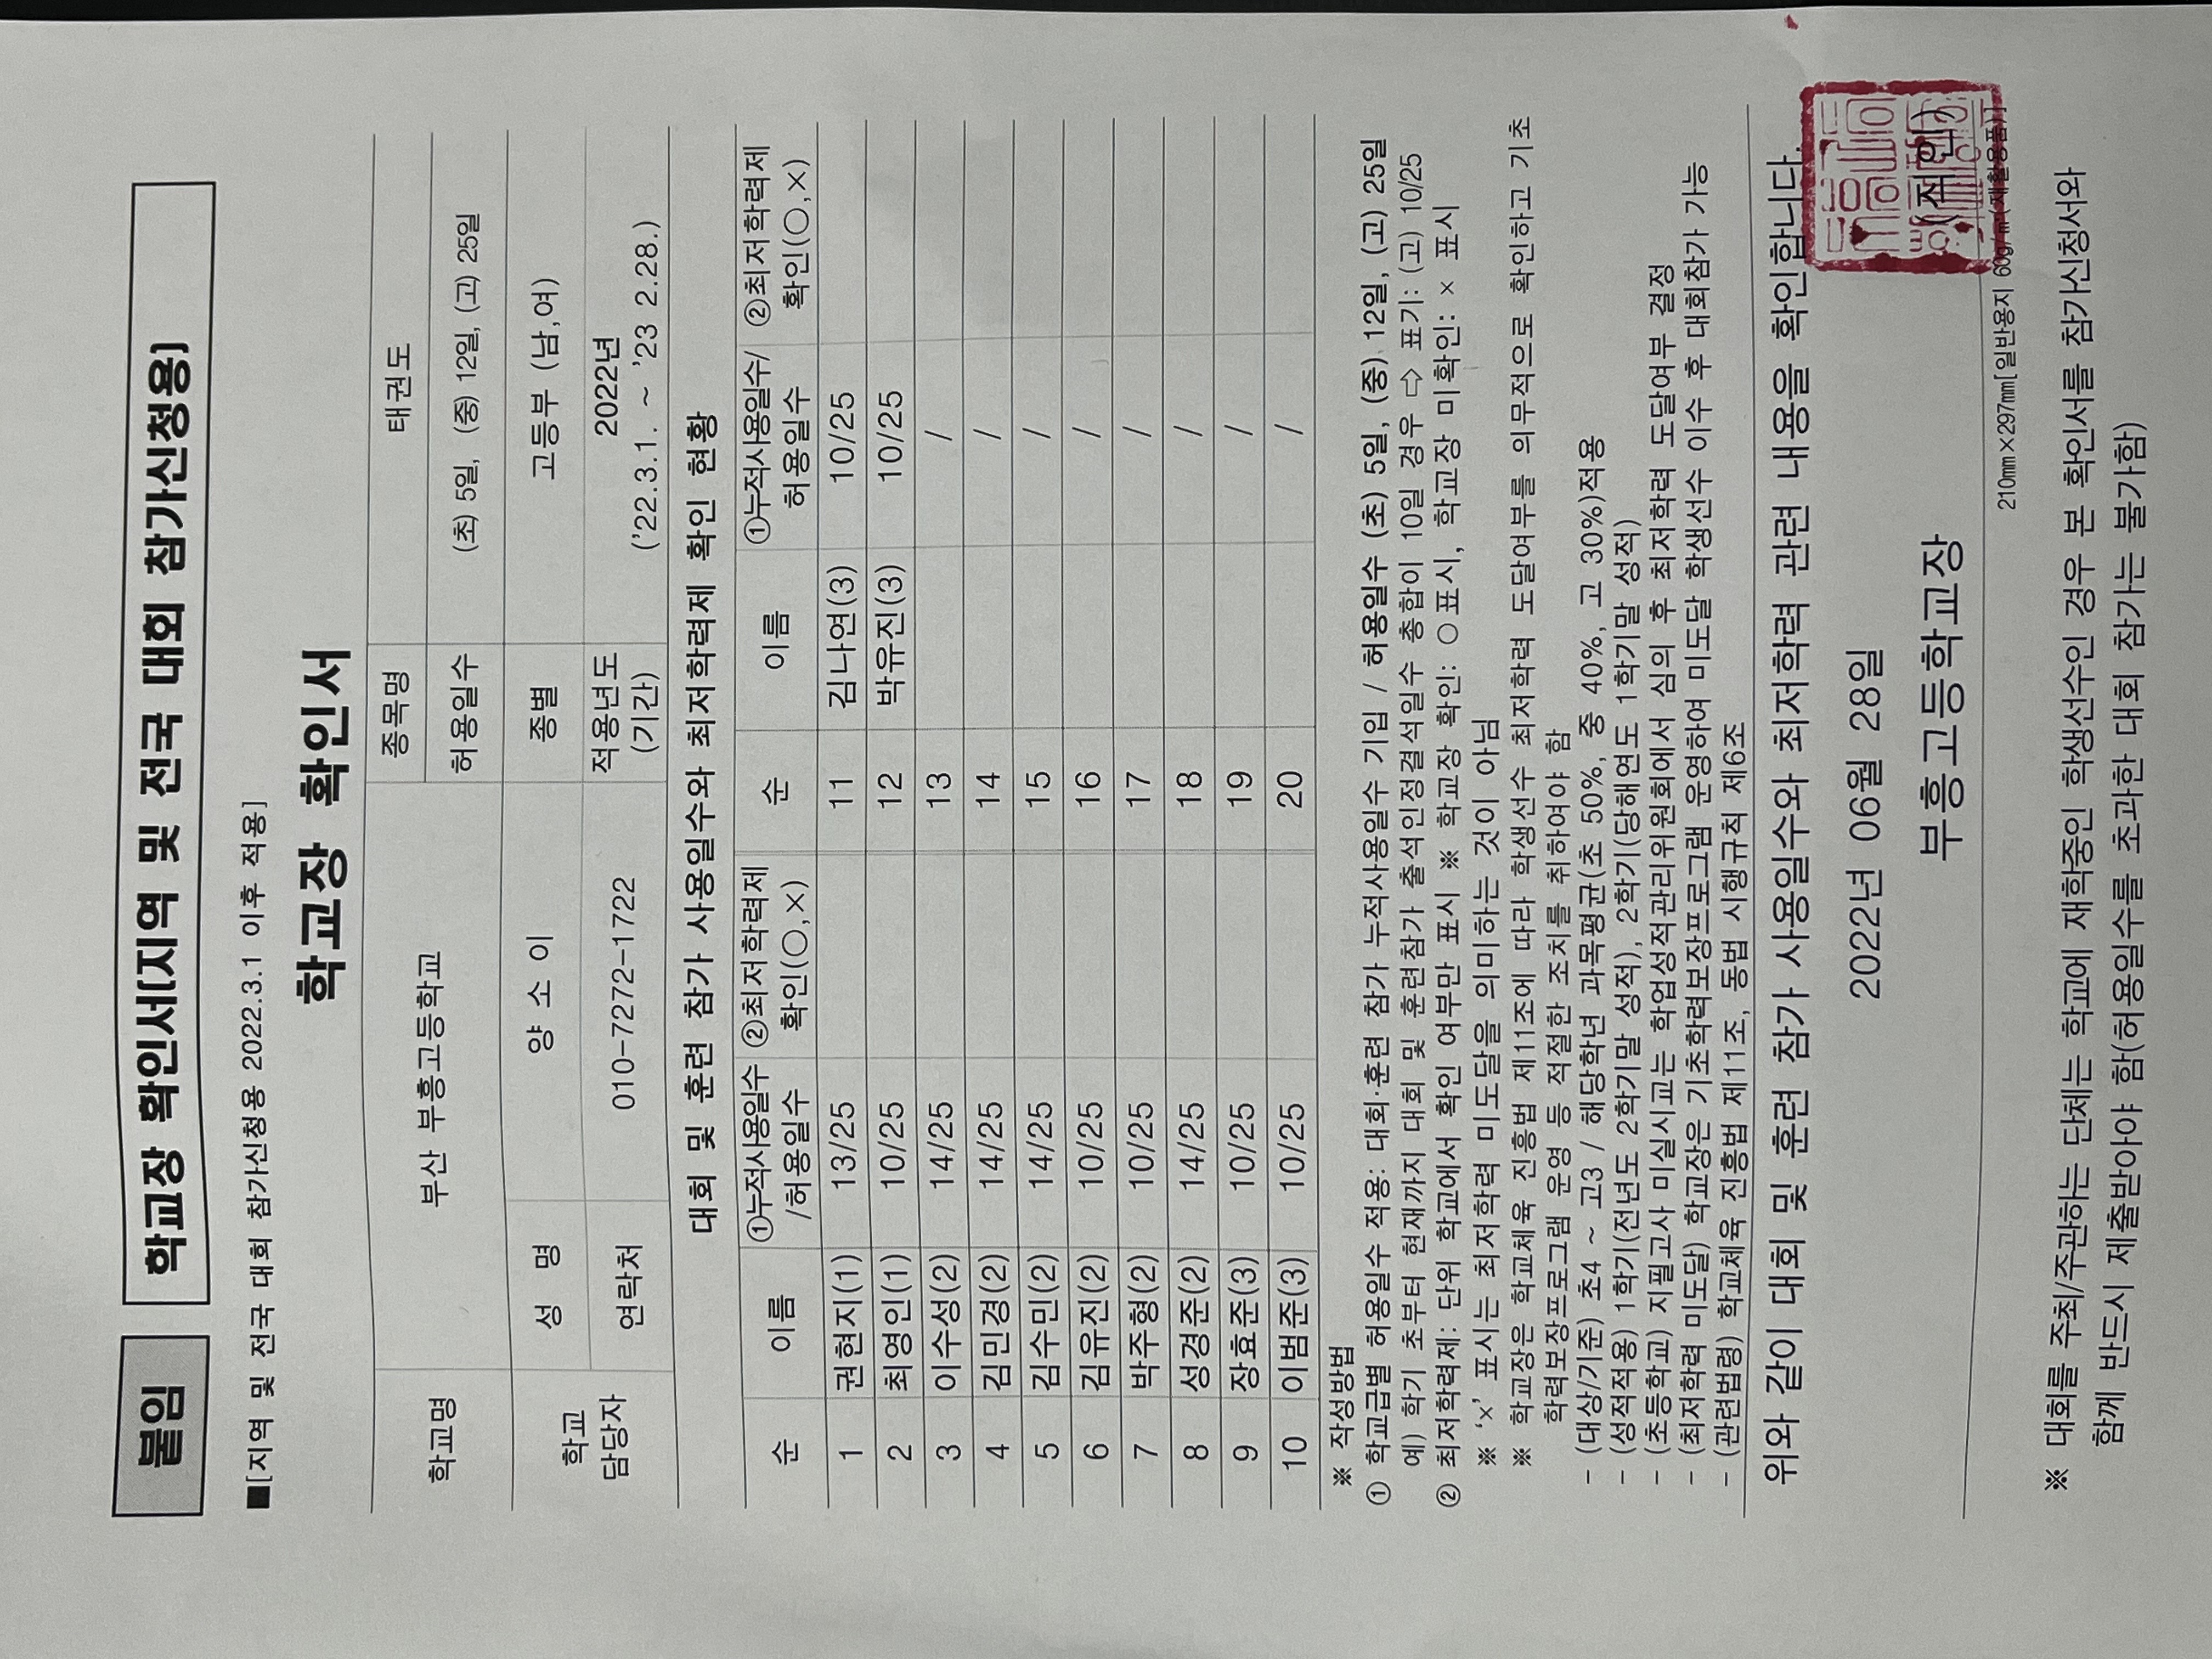 붙임
학교장 확인서(지역 및 전국 대회 참가신청용)
■[지역 및 전국 대회 참가신청용 2022.3.1 이후 적용]
학교장 확인서
학교명 부산 부흥고등학교 종목명 태권도
허용일수 (초) 5일, (중) 12일, (고) 25일
학교 담당자 성 명 양 소 이 종별 고등부 (남,여)
연락처 010-7272-1722 적용년도 (기간) 2022년 ('22.3.1. ~ '23 2.28.)
대회 및 훈련 참가 사용일수와 최저학력제 확인 현황
순 이름 ①누적사용일수/허용일수 ②최저학력제 확인(○,×) 순 이름 ①누적사용일수/허용일수 ②최저학력제 확인(○,×)
1 권현지(1) 13/25 11 김나연(3) 10/25
2 최영인(1) 10/25 12 박유진(3) 10/25
3 이수성(2) 14/25 13 /
4 김민경(2) 14/25 14 /
5 김수민(2) 14/25 15 /
6 김유진(2) 10/25 16 /
7 박주형(2) 10/25 17 /
8 성경준(2) 14/25 18 /
9 장효준(3) 10/25 19 /
10 이범준(3) 10/25 20 /
※ 작성방법
① 학교급별 허용일수 적용: 대회·훈련 참가 누적사용일수 기입 / 허용일수 (초) 5일, (중) 12일, (고) 25일
예) 학기 초부터 현재까지 대회 및 훈련참가 출석인정결석일수 총합이 10일 경우 ⇨ 표기: (고) 10/25
② 최저학력제: 단위 학교에서 확인 여부만 표시 ※ 학교장 확인: ○표시, 학교장 미확인: × 표시
※ '×' 표시는 최저학력 미도달을 의미하는 것이 아님
※ 학교장은 학교체육 진흥법 제11조에 따라 학생선수 최저학력 도달여부를 의무적으로 확인하고 기초
학력보장프로그램 운영 등 적절한 조치를 취하여야 함
- (대상/기준) 초4 ~ 고3 / 해당학년 과목평균(초 50%, 중 40%, 고 30%)적용
- (성적적용) 1학기(전년도 2학기말 성적), 2학기(당해연도 1학기말 성적)
- (초등학교) 지필고사 미실시교는 학업성적관리위원회에서 심의 후 최저학력 도달여부 결정
- (최저학력 미도달) 학교장은 기초학력보장프로그램 운영하여 미도달 학생선수 이수 후 대회참가 가능
- (관련법령) 학교체육 진흥법 제11조, 동법 시행규칙 제6조
위와 같이 대회 및 훈련 참가 사용일수와 최저학력 관련 내용을 확인합니다.
2022년 06월 28일
부흥고등학교장 (직인)
210mm×297mm[일반용지 60g/㎡(재활용품)]
※ 대회를 주최/주관하는 단체는 학교에 재학중인 학생선수인 경우 본 확인서를 참가신청서와
함께 반드시 제출받아야 함(허용일수를 초과한 대회 참가는 불가함)